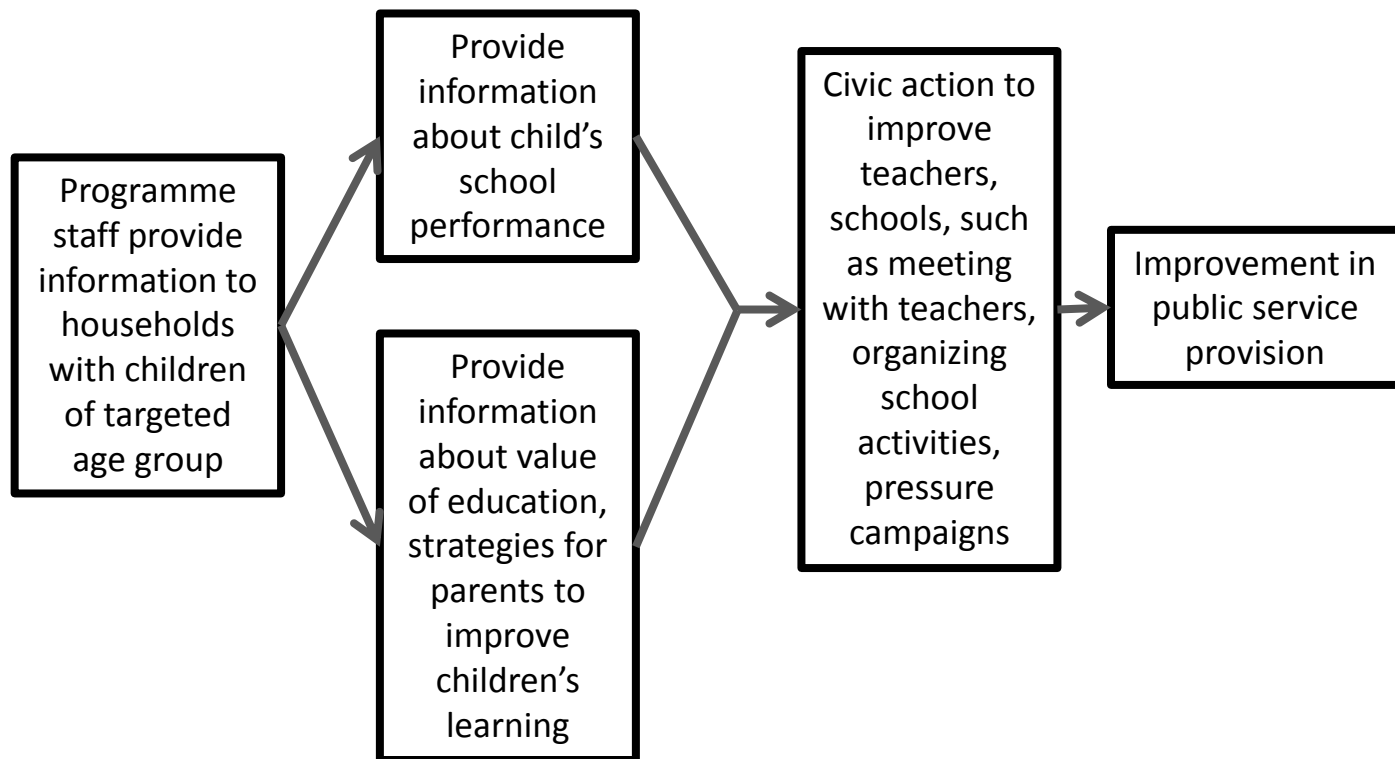 Programme
staff provide
information to
households
with children
of targeted
age group
Provide
information
about child’s
school
performance
Provide
information
about value
of education,
strategies for
parents to
improve
children’s
learning
Civic action to
improve
teachers,
schools, such
as meeting
with teachers,
organizing
school
activities,
pressure
campaigns
Improvement in
public service
provision